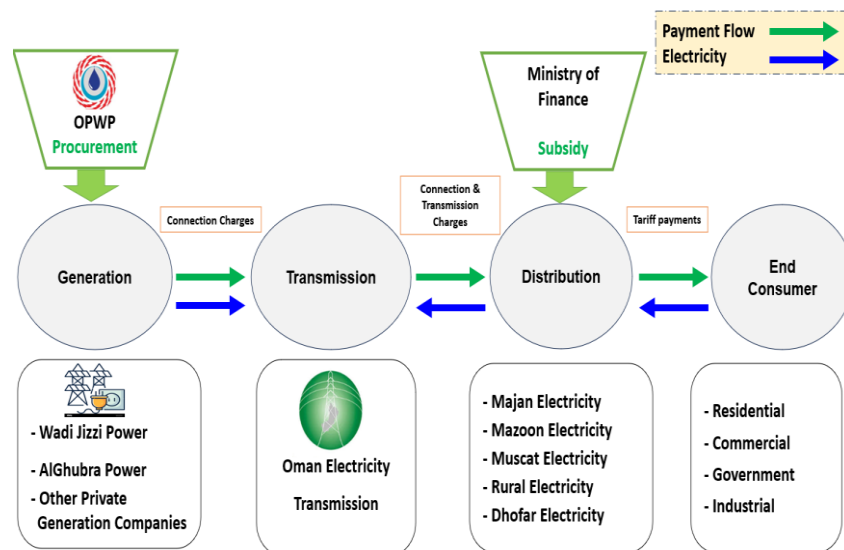 Payment Flow
Electricity
OPWP
Procurement
Ministry of
Finance
Subsidy
Connection Charges
Connection &
Transmission
Charges
Tariff payments
Generation
Transmission
Distribution
End
Consumer
- Wadi Jizzi Power
- AlGhubra Power
- Other Private
Generation Companies
Oman Electricity
Transmission
- Majan Electricity
- Mazoon Electricity
- Muscat Electricity
- Rural Electricity
- Dhofar Electricity
- Residential
- Commercial
- Government
- Industrial